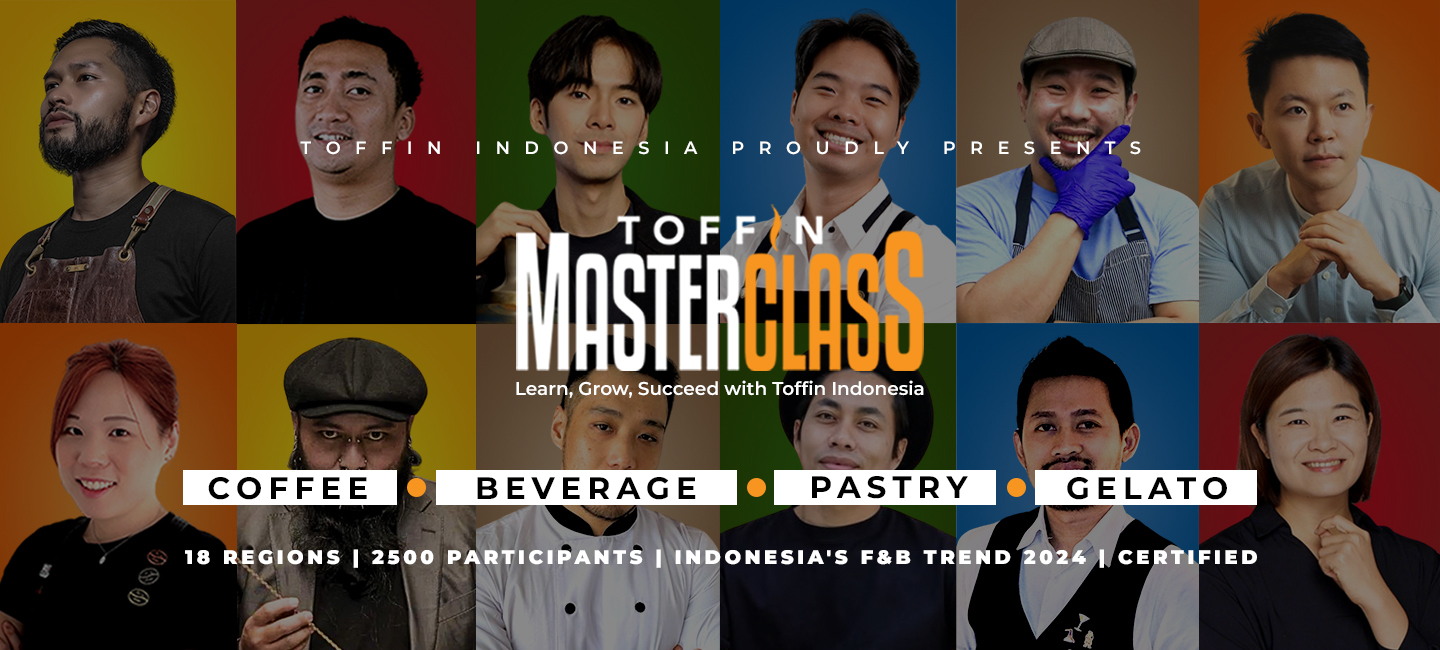 TOFFIN INDONESIA PROUDLY PRESENTS
TOFFIN
MASTERCLASS
Learn, Grow, Succeed with Toffin Indonesia
COFFEE • BEVERAGE • PASTRY • GELATO
18 REGIONS | 2500 PARTICIPANTS | INDONESIA'S F&B TREND 2024 | CERTIFIED